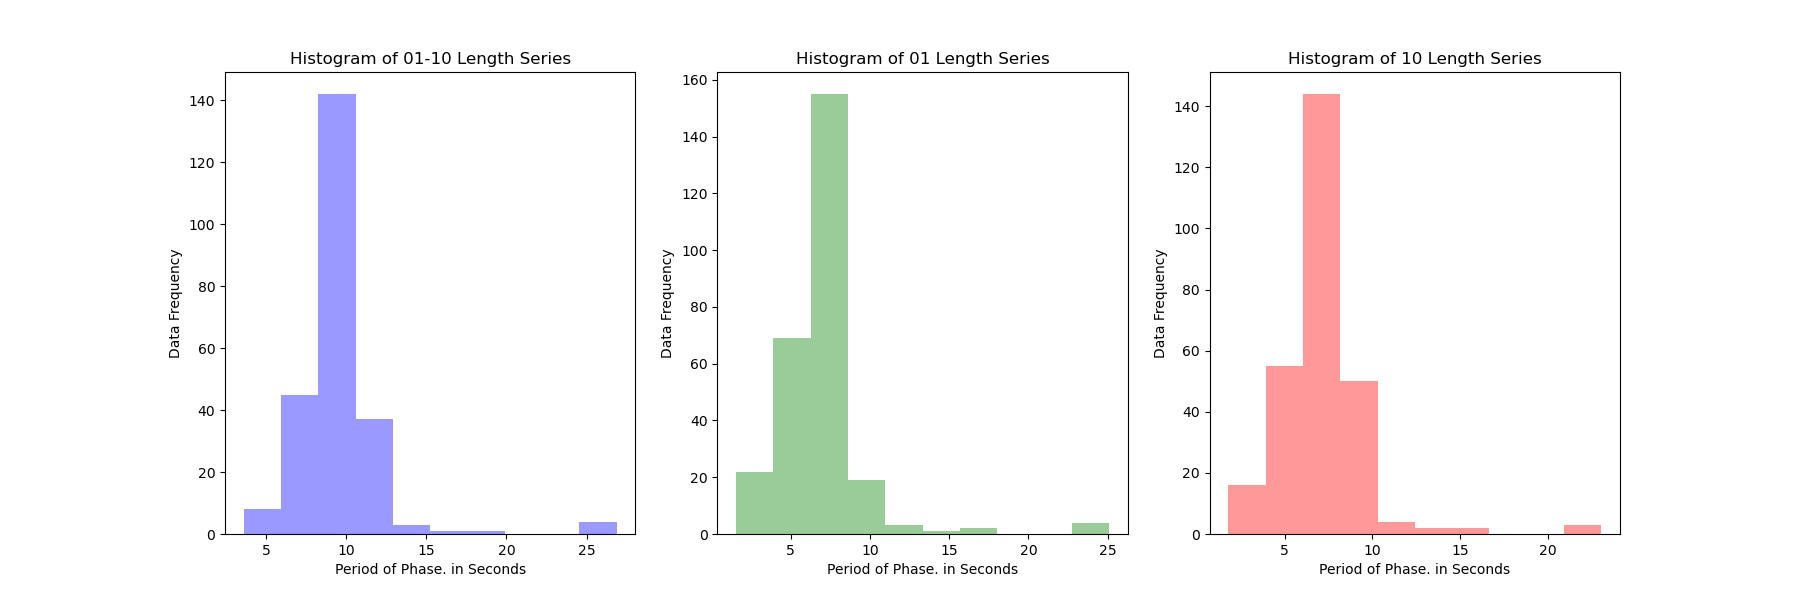 Histogram of 01-10 Length Series
140
120
100
80
60
40
20
0
Data Frequency
5 10 15 20 25
Period of Phase. in Seconds
Histogram of 01 Length Series
160
140
120
100
80
60
40
20
0
Data Frequency
5 10 15 20 25
Period of Phase. in Seconds
Histogram of 10 Length Series
140
120
100
80
60
40
20
0
Data Frequency
5 10 15 20
Period of Phase. in Seconds